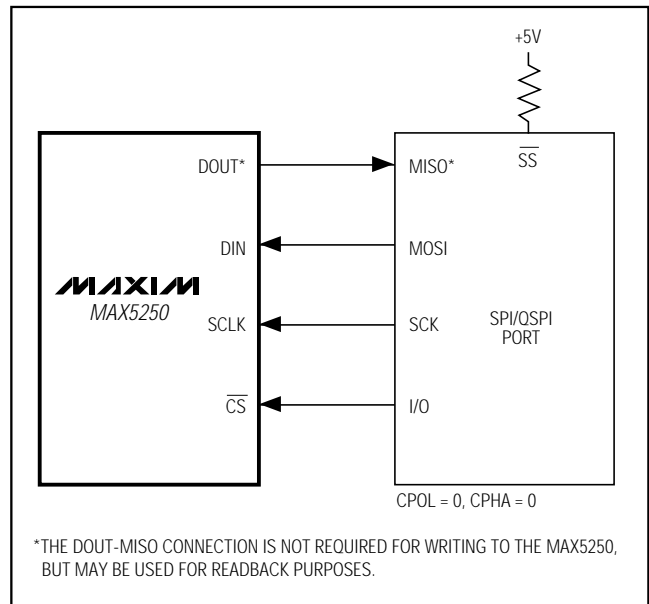 +5V
DOUT* MISO* SS
DIN MOSI
MAXIM
MAX5250
SCLK SCK SPI/QSPI
PORT
CS I/O
CPOL = 0, CPHA = 0
*THE DOUT-MISO CONNECTION IS NOT REQUIRED FOR WRITING TO THE MAX5250,
BUT MAY BE USED FOR READBACK PURPOSES.